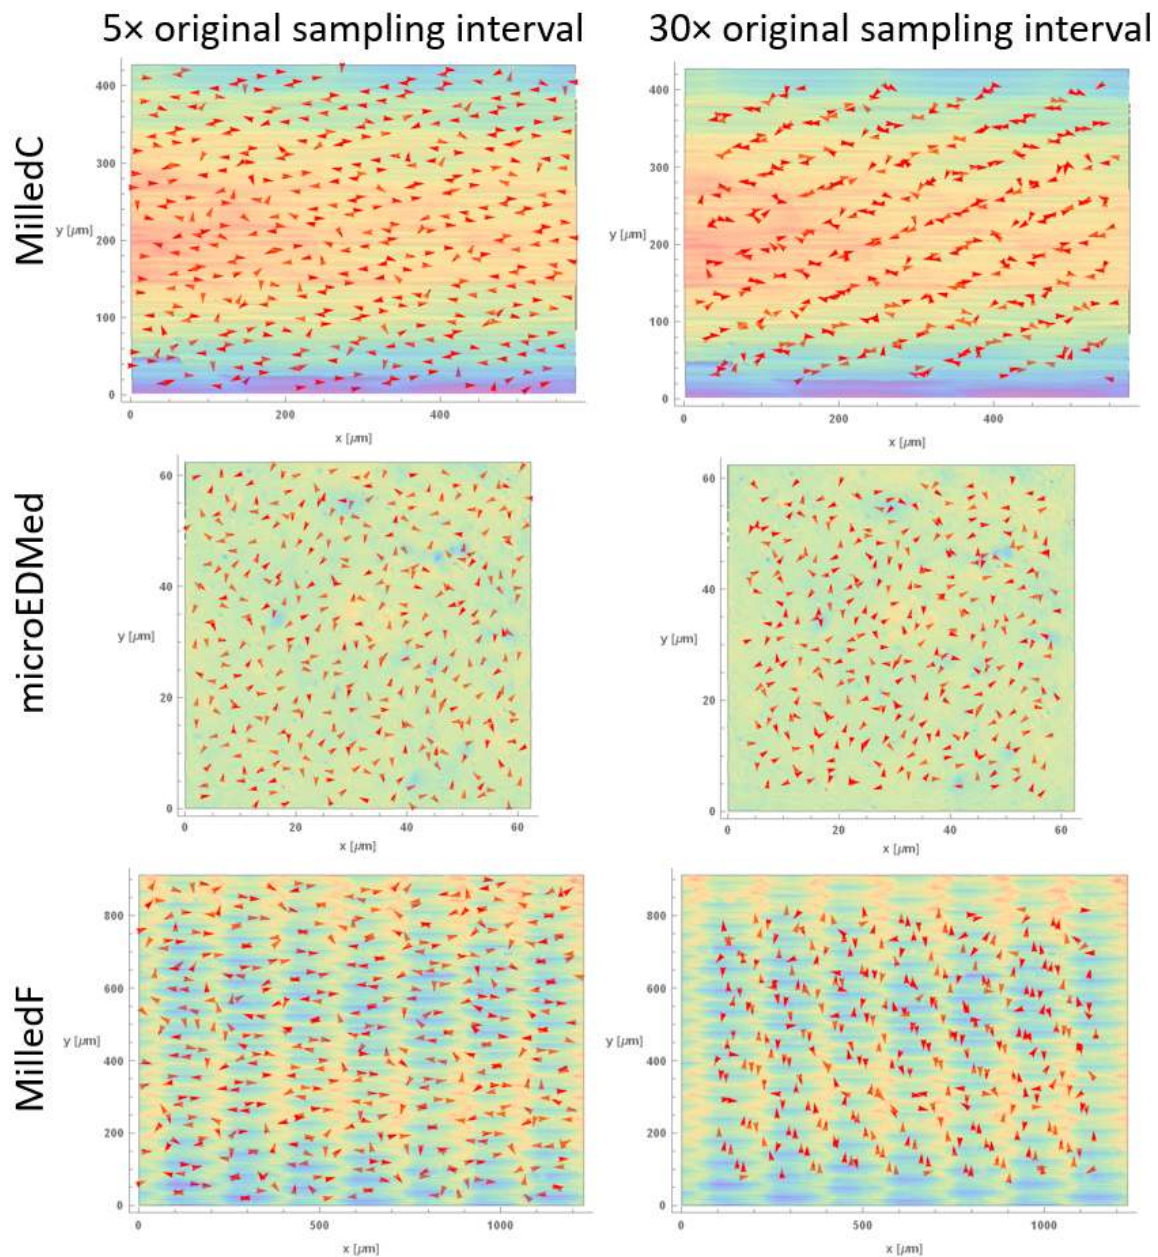 5× original sampling interval
30× original sampling interval
MilledC
400
300
y [μm] 200
100
0
0 200 400
x [μm]
400
300
y [μm]
200
100
0
0 200 400
x [μm]
microEDMed
60
40
y [μm]
20
0
0 20 40 60
x [μm]
60
40
y [μm]
20
0
0 20 40 60
x [μm]
MilledF
800
600
y [μm]
400
200
0
0 500 1000
x [μm]
800
600
y [μm]
400
200
0
0 500 1000
x [μm]